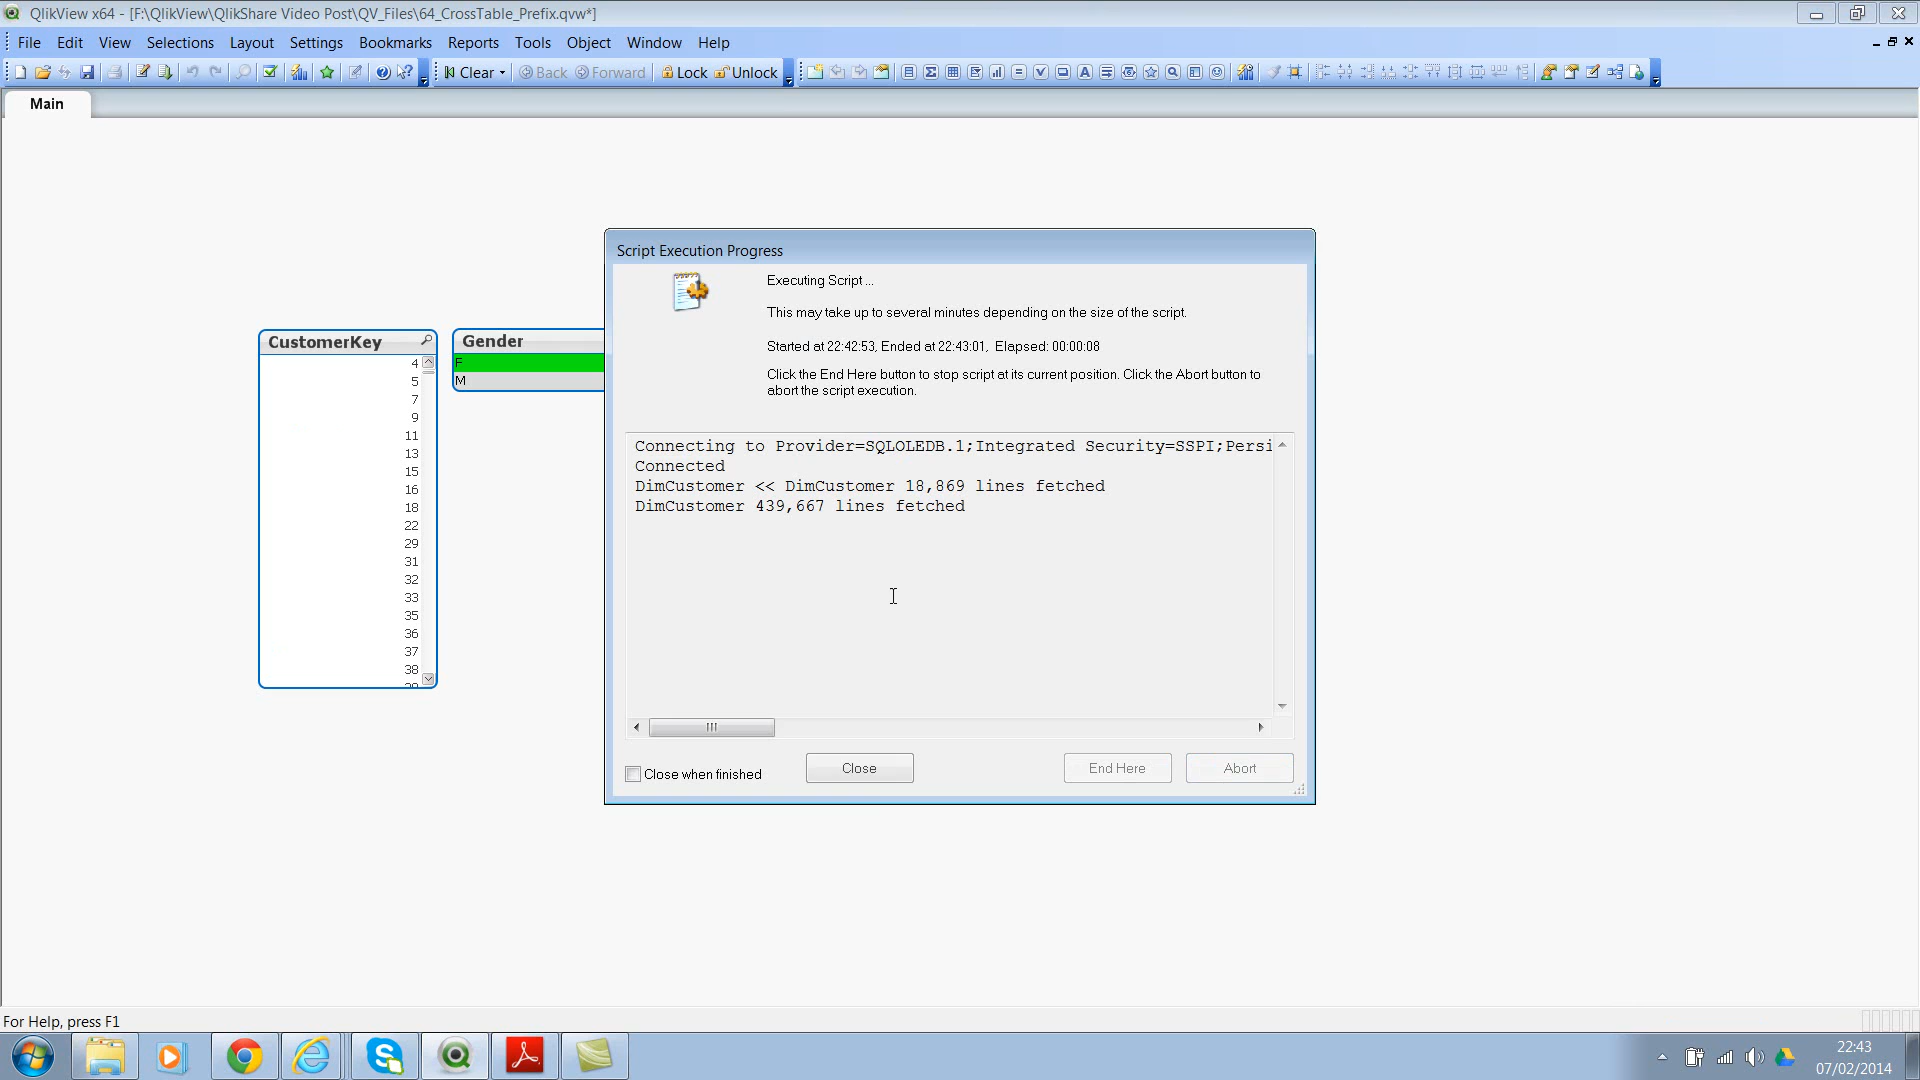 QlikView x64 - [F:\QlikView\QlikShare Video Post\QV_Files\64_CrossTable_Prefix.qvw*]
File Edit View Selections Layout Settings Bookmarks Reports Tools Object Window Help
Clear Back Forward Lock Unlock
Main
CustomerKey
4
5
7
9
11
13
15
16
18
22
29
31
32
33
35
36
37
38
Gender
F
M
Script Execution Progress
Executing Script ...
This may take up to several minutes depending on the size of the script.
Started at 22:42:53, Ended at 22:43:01, Elapsed: 00:00:08
Click the End Here button to stop script at its current position. Click the Abort button to
abort the script execution.
Connecting to Provider=SQLOLEDB.1;Integrated Security=SSPI;Persi
Connected
DimCustomer << DimCustomer 18,869 lines fetched
DimCustomer 439,667 lines fetched
Close when finished
Close
End Here
Abort
For Help, press F1
22:43
07/02/2014